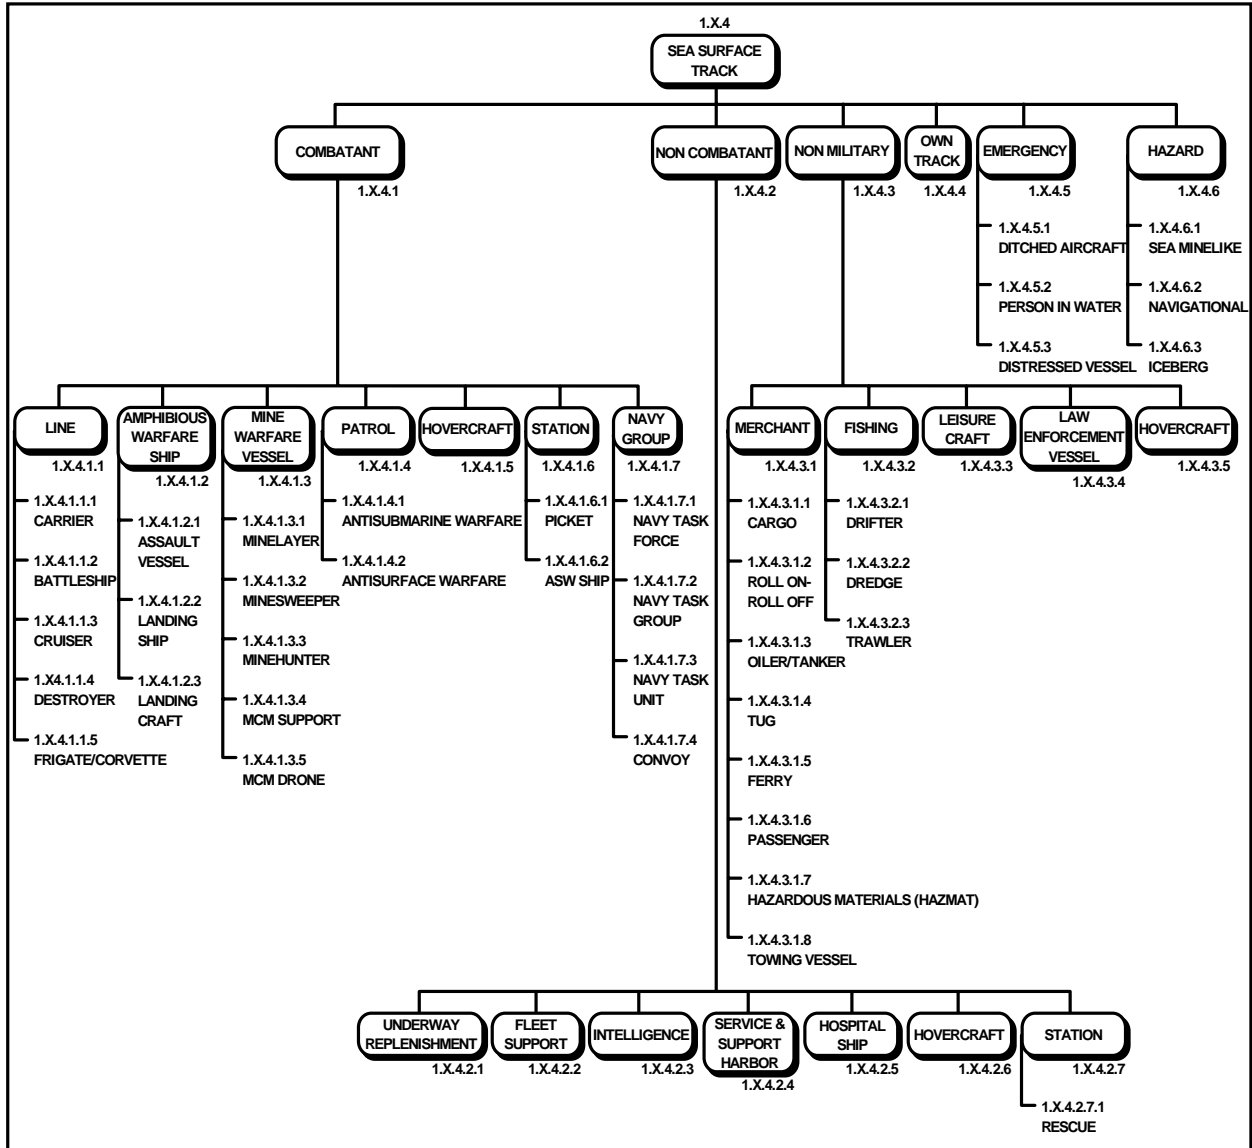 1.X.4
SEA SURFACE
TRACK
COMBATANT
1.X.4.1
NON COMBATANT
1.X.4.2
NON MILITARY
1.X.4.3
OWN
TRACK
1.X.4.4
EMERGENCY
1.X.4.5
1.X.4.5.1
DITCHED AIRCRAFT
1.X.4.5.2
PERSON IN WATER
1.X.4.5.3
DISTRESSED VESSEL
HAZARD
1.X.4.6
1.X.4.6.1
SEA MINELIKE
1.X.4.6.2
NAVIGATIONAL
1.X.4.6.3
ICEBERG
LINE
1.X.4.1.1
1.X.4.1.1.1
CARRIER
1.X.4.1.1.2
BATTLESHIP
1.X.4.1.1.3
CRUISER
1.X4.1.1.4
DESTROYER
1.X.4.1.1.5
FRIGATE/CORVETTE
AMPHIBIOUS
WARFARE
SHIP
1.X.4.1.2
1.X.4.1.2.1
ASSAULT
VESSEL
1.X.4.1.2.2
LANDING
SHIP
1.X.4.1.2.3
LANDING
CRAFT
MINE
WARFARE
VESSEL
1.X.4.1.3
1.X.4.1.3.1
MINELAYER
1.X.4.1.3.2
MINESWEEPER
1.X.4.1.3.3
MINEHUNTER
1.X.4.1.3.4
MCM SUPPORT
1.X.4.1.3.5
MCM DRONE
PATROL
1.X.4.1.4
1.X.4.1.4.1
ANTISUBMARINE WARFARE
1.X.4.1.4.2
ANTISURFACE WARFARE
HOVERCRAFT
1.X.4.1.5
STATION
1.X.4.1.6
1.X.4.1.6.1
PICKET
1.X.4.1.6.2
ASW SHIP
NAVY
GROUP
1.X.4.1.7
1.X.4.1.7.1
NAVY TASK
FORCE
1.X.4.1.7.2
NAVY TASK
GROUP
1.X.4.1.7.3
NAVY TASK
UNIT
1.X.4.1.7.4
CONVOY
MERCHANT
1.X.4.3.1
1.X.4.3.1.1
CARGO
1.X.4.3.1.2
ROLL ON-
ROLL OFF
1.X.4.3.1.3
OILER/TANKER
1.X.4.3.1.4
TUG
1.X.4.3.1.5
FERRY
1.X.4.3.1.6
PASSENGER
1.X.4.3.1.7
HAZARDOUS MATERIALS (HAZMAT)
1.X.4.3.1.8
TOWING VESSEL
FISHING
1.X.4.3.2
1.X.4.3.2.1
DRIFTER
1.X.4.3.2.2
DREDGE
1.X.4.3.2.3
TRAWLER
LEISURE
CRAFT
1.X.4.3.3
LAW
ENFORCEMENT
VESSEL
1.X.4.3.4
HOVERCRAFT
1.X.4.3.5
UNDERWAY
REPLENISHMENT
1.X.4.2.1
FLEET
SUPPORT
1.X.4.2.2
INTELLIGENCE
1.X.4.2.3
SERVICE &
SUPPORT
HARBOR
1.X.4.2.4
HOSPITAL
SHIP
1.X.4.2.5
HOVERCRAFT
1.X.4.2.6
STATION
1.X.4.2.7
1.X.4.2.7.1
RESCUE